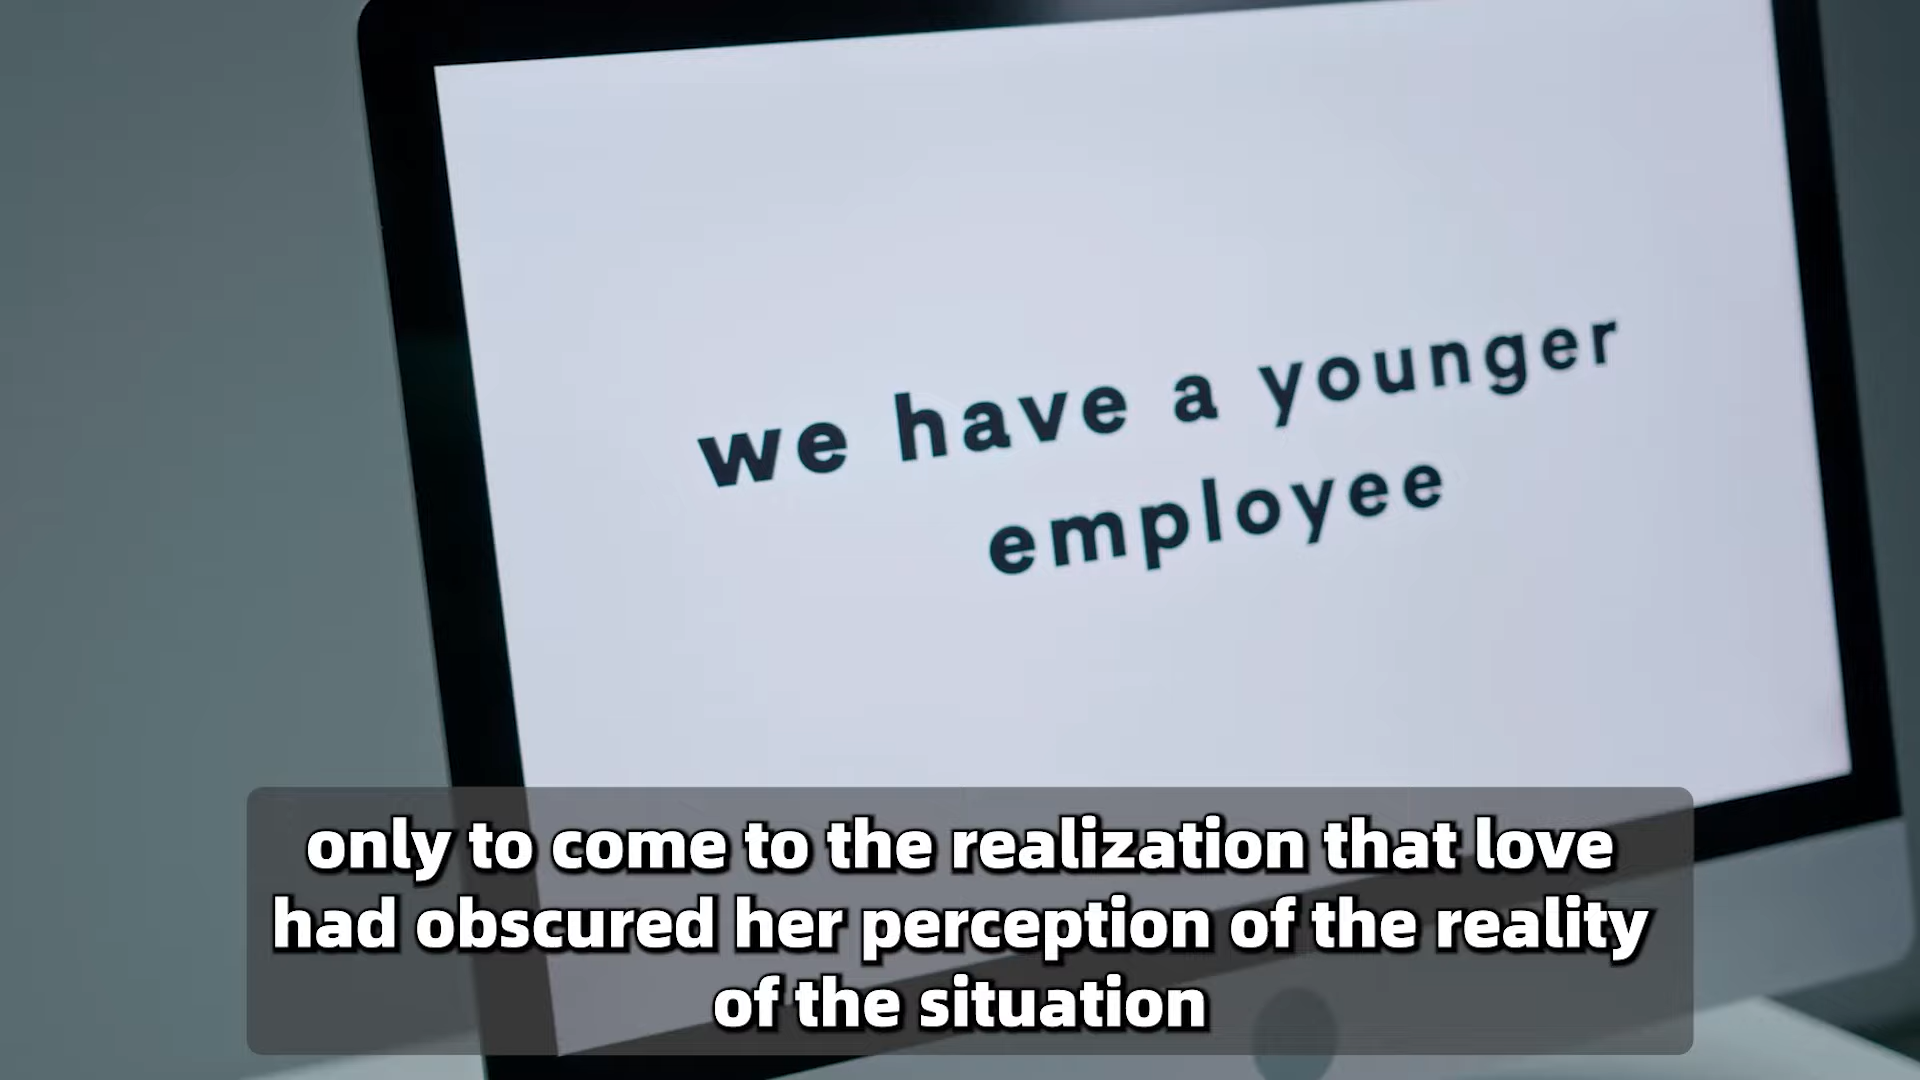 we have a younger
employee
only to come to the realization that love
had obscured her perception of the reality
of the situation